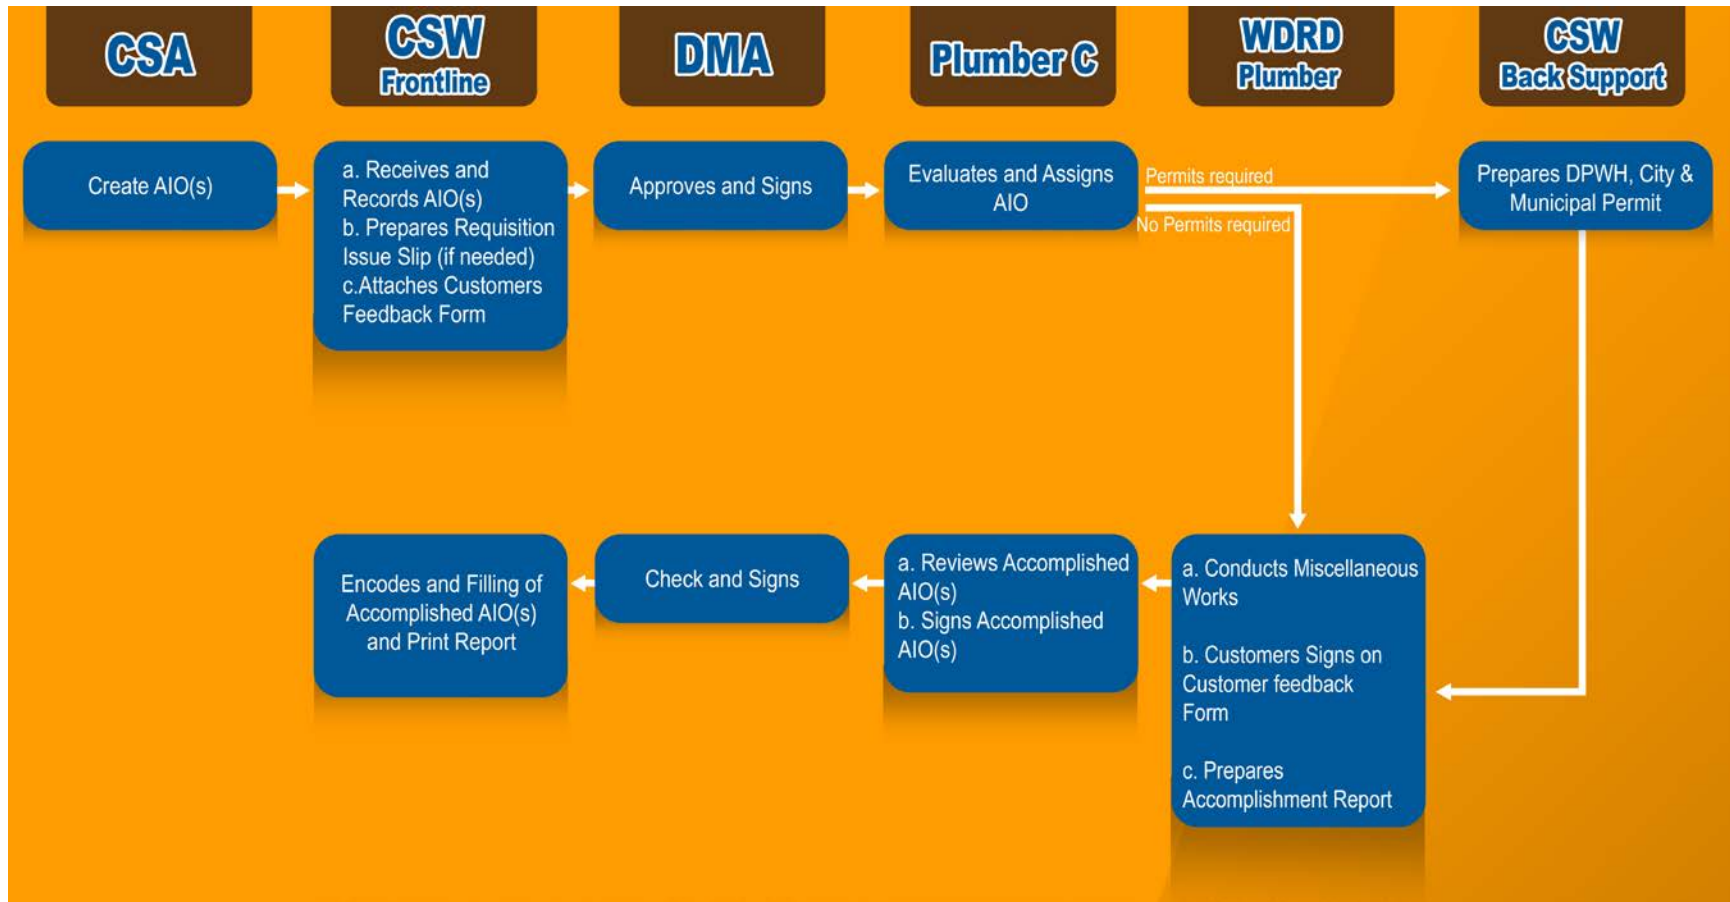 CSA
CSW
Frontline
DMA
Plumber C
WDRD
Plumber
CSW
Back Support
Create AIO(s)
a. Receives and
Records AIO(s)
b. Prepares Requisition
Issue Slip (if needed)
c.Attaches Customers
Feedback Form
Approves and Signs
Evaluates and Assigns
AIO
Permits required
No Permits required
Prepares DPWH, City &
Municipal Permit
Encodes and Filling of
Accomplished AIO(s)
and Print Report
Check and Signs
a. Reviews Accomplished
AIO(s)
b. Signs Accomplished
AIO(s)
a. Conducts Miscellaneous
Works
b. Customers Signs on
Customer feedback
Form
c. Prepares
Accomplishment Report